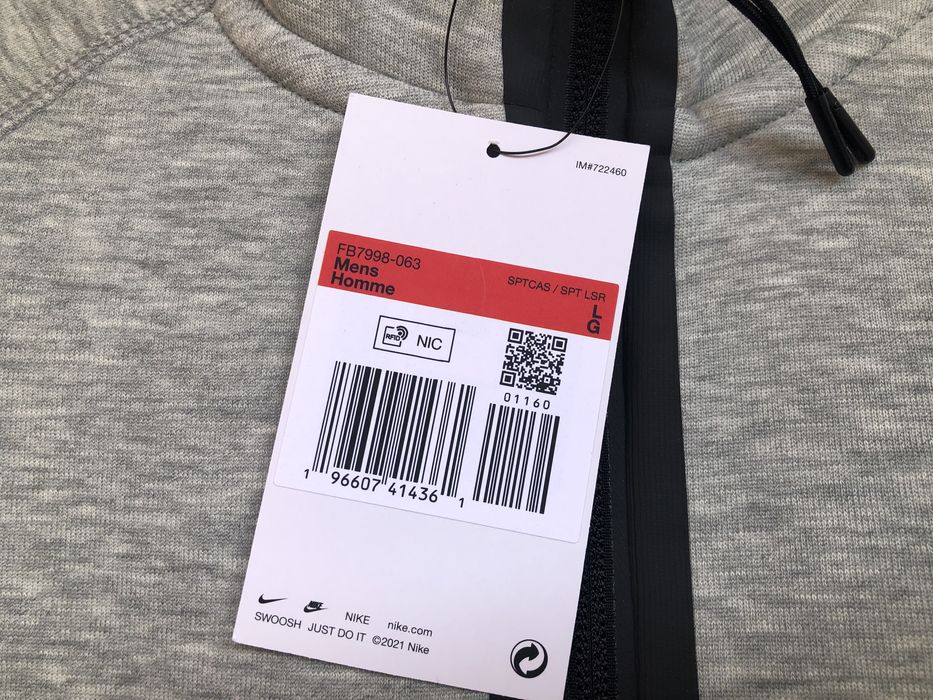 IM#722460
FB7998-063
Mens
Homme
SPTCAS / SPT LSR
L
G
RFID
NIC
01160
1 96607 41436 1
NIKE
NIKE nike.com
SWOOSH JUST DO IT ©2021 Nike